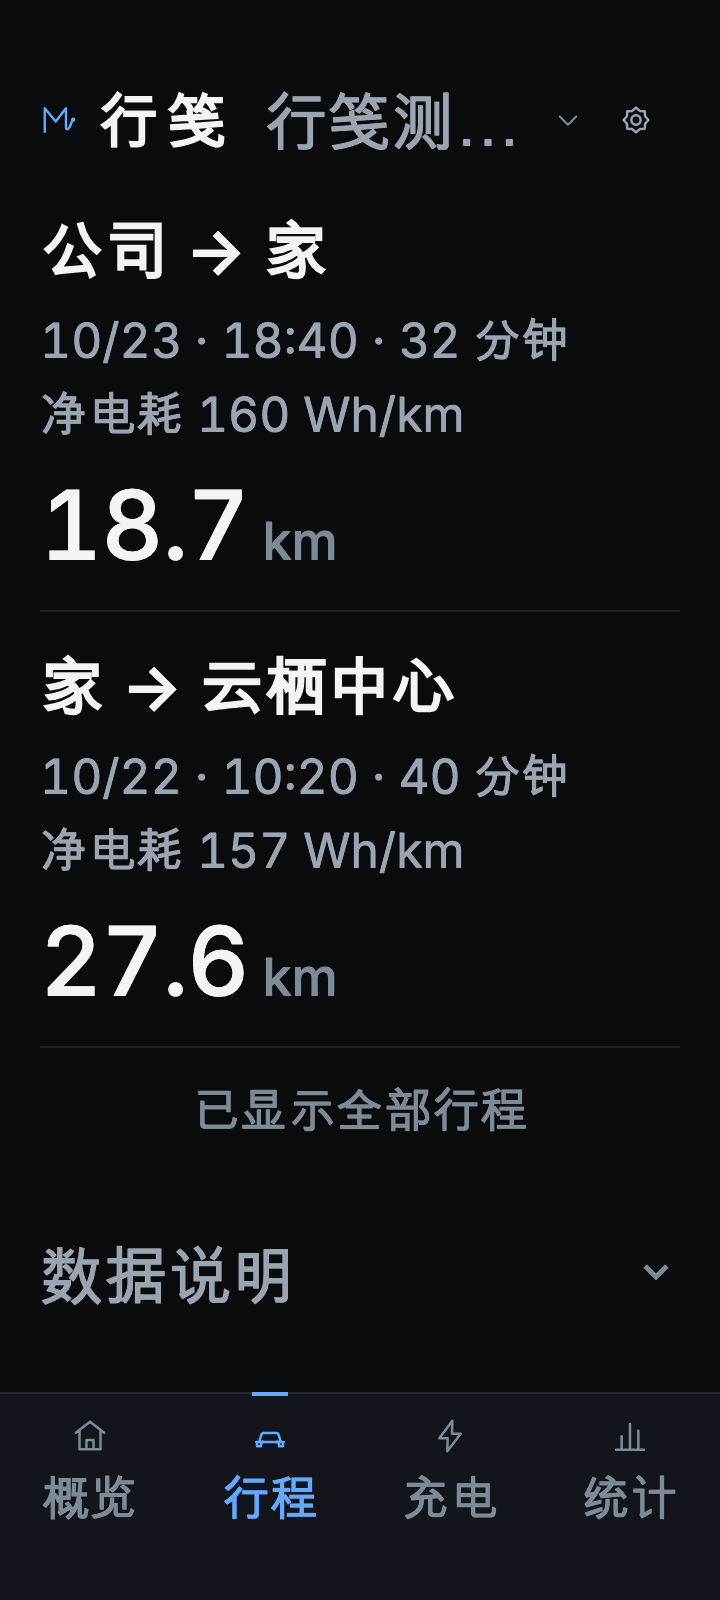 行笺 行笺测…
公司 → 家
10/23 · 18:40 · 32 分钟
净电耗 160 Wh/km
18.7 km
家 → 云栖中心
10/22 · 10:20 · 40 分钟
净电耗 157 Wh/km
27.6 km
已显示全部行程
数据说明
概览 行程 充电 统计